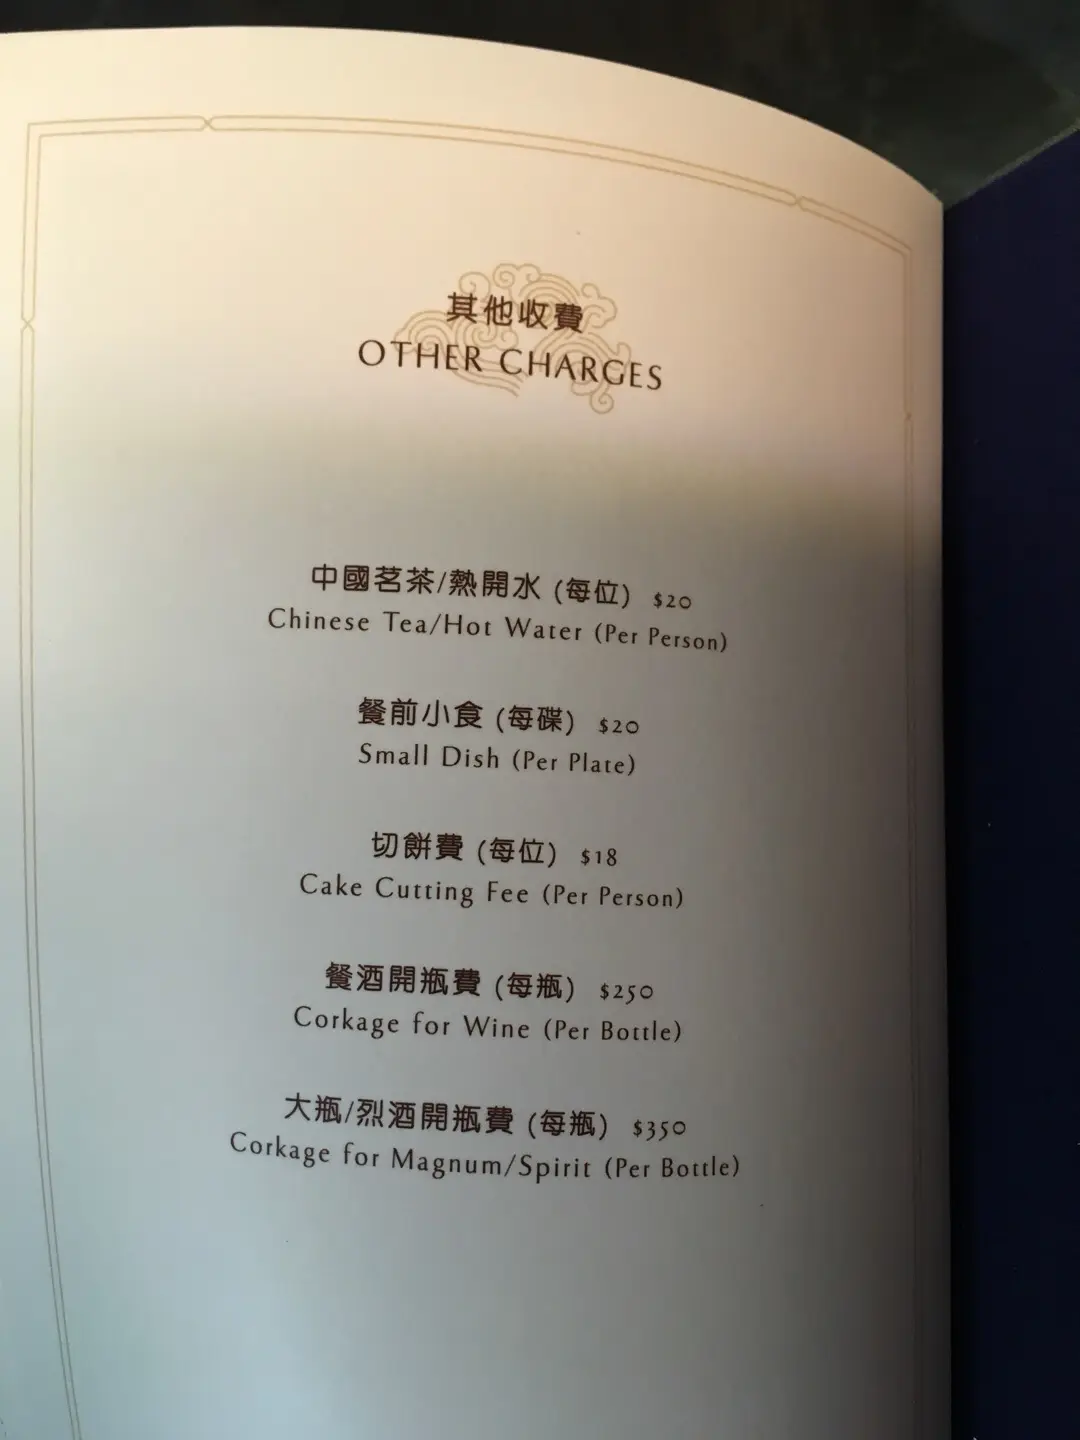 其他收費
OTHER CHARGES
中國茗茶/熱開水 (每位) $20
Chinese Tea/Hot Water (Per Person)
餐前小食 (每碟) $20
Small Dish (Per Plate)
切餅費 (每位) $18
Cake Cutting Fee (Per Person)
餐酒開瓶費 (每瓶) $250
Corkage for Wine (Per Bottle)
大瓶/烈酒開瓶費 (每瓶) $350
Corkage for Magnum/Spirit (Per Bottle)